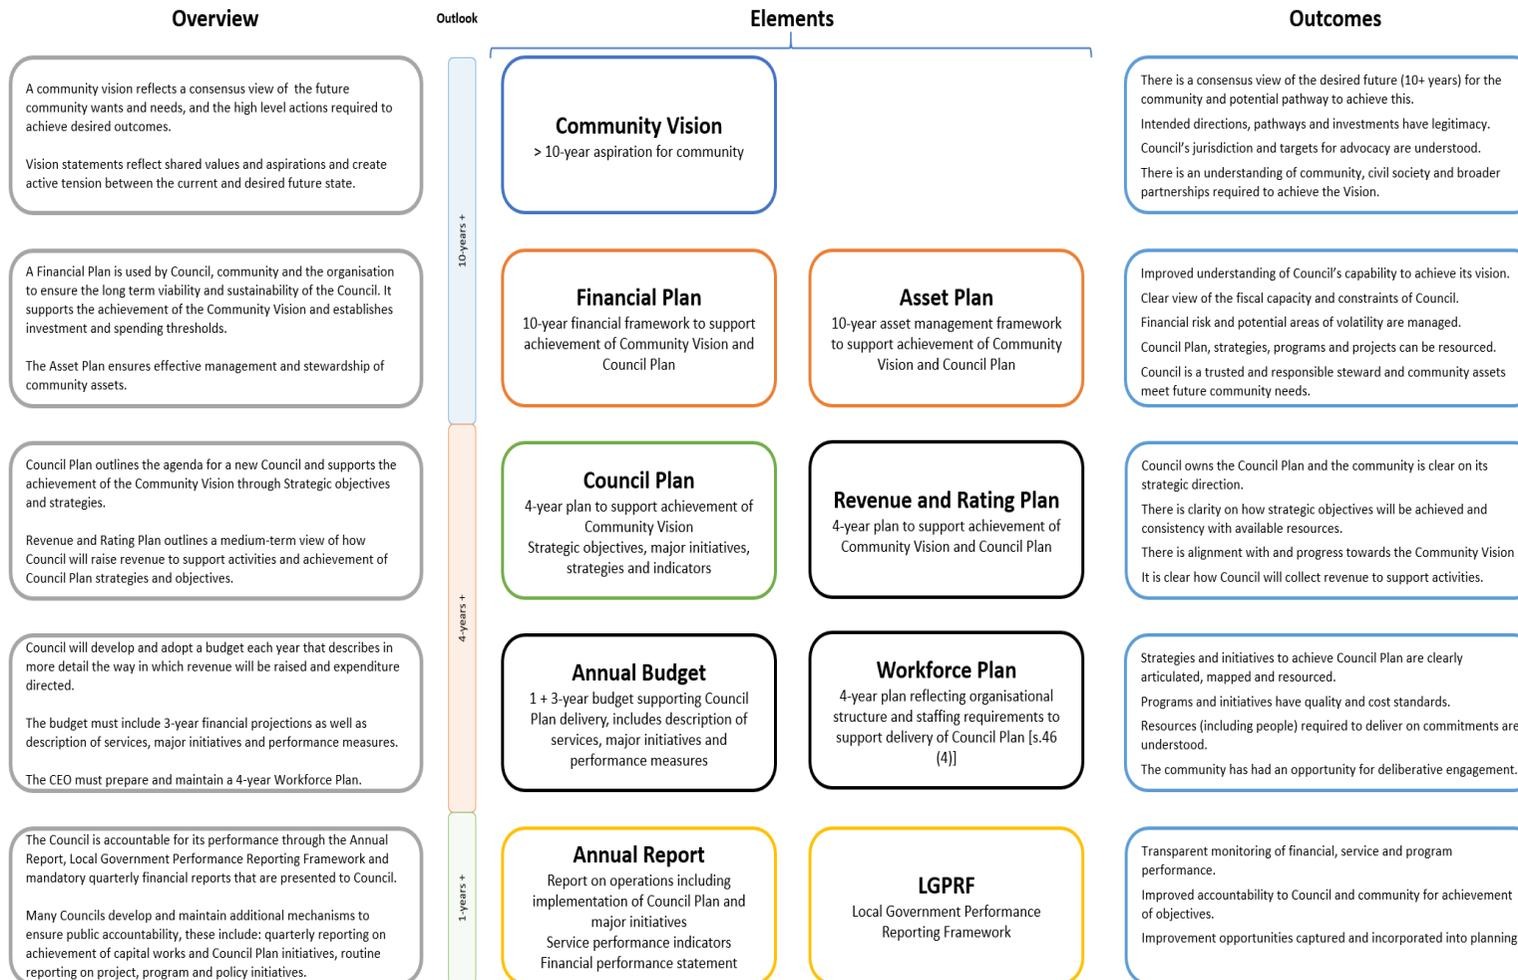 Overview
Outlook
Elements
Outcomes
A community vision reflects a consensus view of  the future
community wants and needs, and the high level actions required to
achieve desired outcomes.
Vision statements reflect shared values and aspirations and create
active tension between the current and desired future state.
10-years +
Community Vision
> 10-year aspiration for community
There is a consensus view of the desired future (10+ years) for the
community and potential pathway to achieve this.
Intended directions, pathways and investments have legitimacy.
Council's jurisdiction and targets for advocacy are understood.
There is an understanding of community, civil society and broader
partnerships required to achieve the Vision.
A Financial Plan is used by Council, community and the organisation
to ensure the long term viability and sustainability of the Council. It
supports the achievement of the Community Vision and establishes
investment and spending thresholds.
The Asset Plan ensures effective management and stewardship of
community assets.
Financial Plan
10-year financial framework to support
achievement of Community Vision and
Council Plan
Asset Plan
10-year asset management framework
to support achievement of Community
Vision and Council Plan
Improved understanding of Council's capability to achieve its vision.
Clear view of the fiscal capacity and constraints of Council.
Financial risk and potential areas of volatility are managed.
Council Plan, strategies, programs and projects can be resourced.
Council is a trusted and responsible steward and community assets
meet future community needs.
Council Plan outlines the agenda for a new Council and supports the
achievement of the Community Vision through Strategic objectives
and strategies.
Revenue and Rating Plan outlines a medium-term view of how
Council will raise revenue to support activities and achievement of
Council Plan strategies and objectives.
4-years +
Council Plan
4-year plan to support achievement of
Community Vision
Strategic objectives, major initiatives,
strategies and indicators
Revenue and Rating Plan
4-year plan to support achievement of
Community Vision and Council Plan
Council owns the Council Plan and the community is clear on its
strategic direction.
There is clarity on how strategic objectives will be achieved and
consistency with available resources.
There is alignment with and progress towards the Community Vision
It is clear how Council will collect revenue to support activities.
Council will develop and adopt a budget each year that describes in
more detail the way in which revenue will be raised and expenditure
directed.
The budget must include 3-year financial projections as well as
description of services, major initiatives and performance measures.
The CEO must prepare and maintain a 4-year Workforce Plan.
Annual Budget
1 + 3-year budget supporting Council
Plan delivery, includes description of
services, major initiatives and
performance measures
Workforce Plan
4-year plan reflecting organisational
structure and staffing requirements to
support delivery of Council Plan [s.46
(4)]
Strategies and initiatives to achieve Council Plan are clearly
articulated, mapped and resourced.
Programs and initiatives have quality and cost standards.
Resources (including people) required to deliver on commitments are
understood.
The community has had an opportunity for deliberative engagement.
The Council is accountable for its performance through the Annual
Report, Local Government Performance Reporting Framework and
mandatory quarterly financial reports that are presented to Council.
Many Councils develop and maintain additional mechanisms to
ensure public accountability, these include: quarterly reporting on
achievement of capital works and Council Plan initiatives, routine
reporting on project, program and policy initiatives.
1-years +
Annual Report
Report on operations including
implementation of Council Plan and
major initiatives
Service performance indicators
Financial performance statement
LGPRF
Local Government Performance
Reporting Framework
Transparent monitoring of financial, service and program
performance.
Improved accountability to Council and community for achievement
of objectives.
Improvement opportunities captured and incorporated into planning